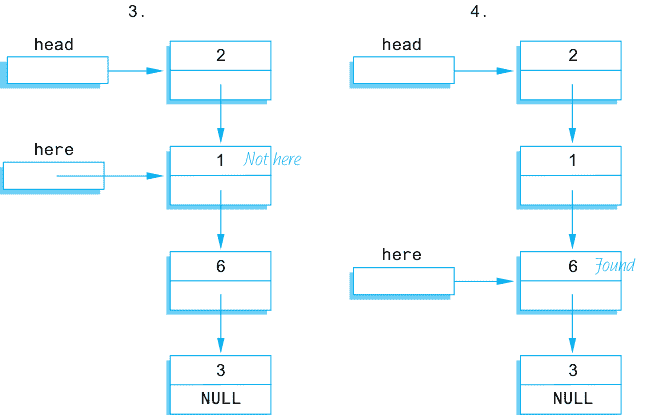 3.
head
2
here
1 Not here
6
3
NULL
4.
head
2
1
here
6 Found
3
NULL